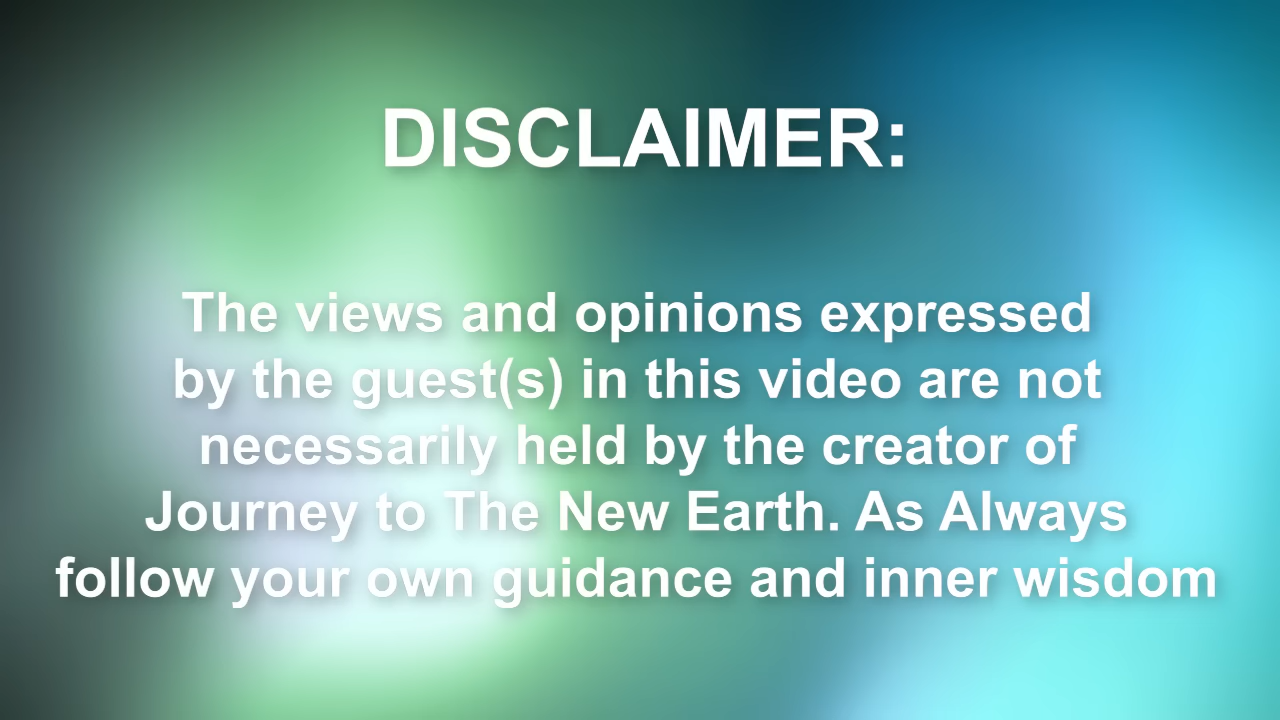 DISCLAIMER:
The views and opinions expressed
by the guest(s) in this video are not
necessarily held by the creator of
Journey to The New Earth. As Always
follow your own guidance and inner wisdom